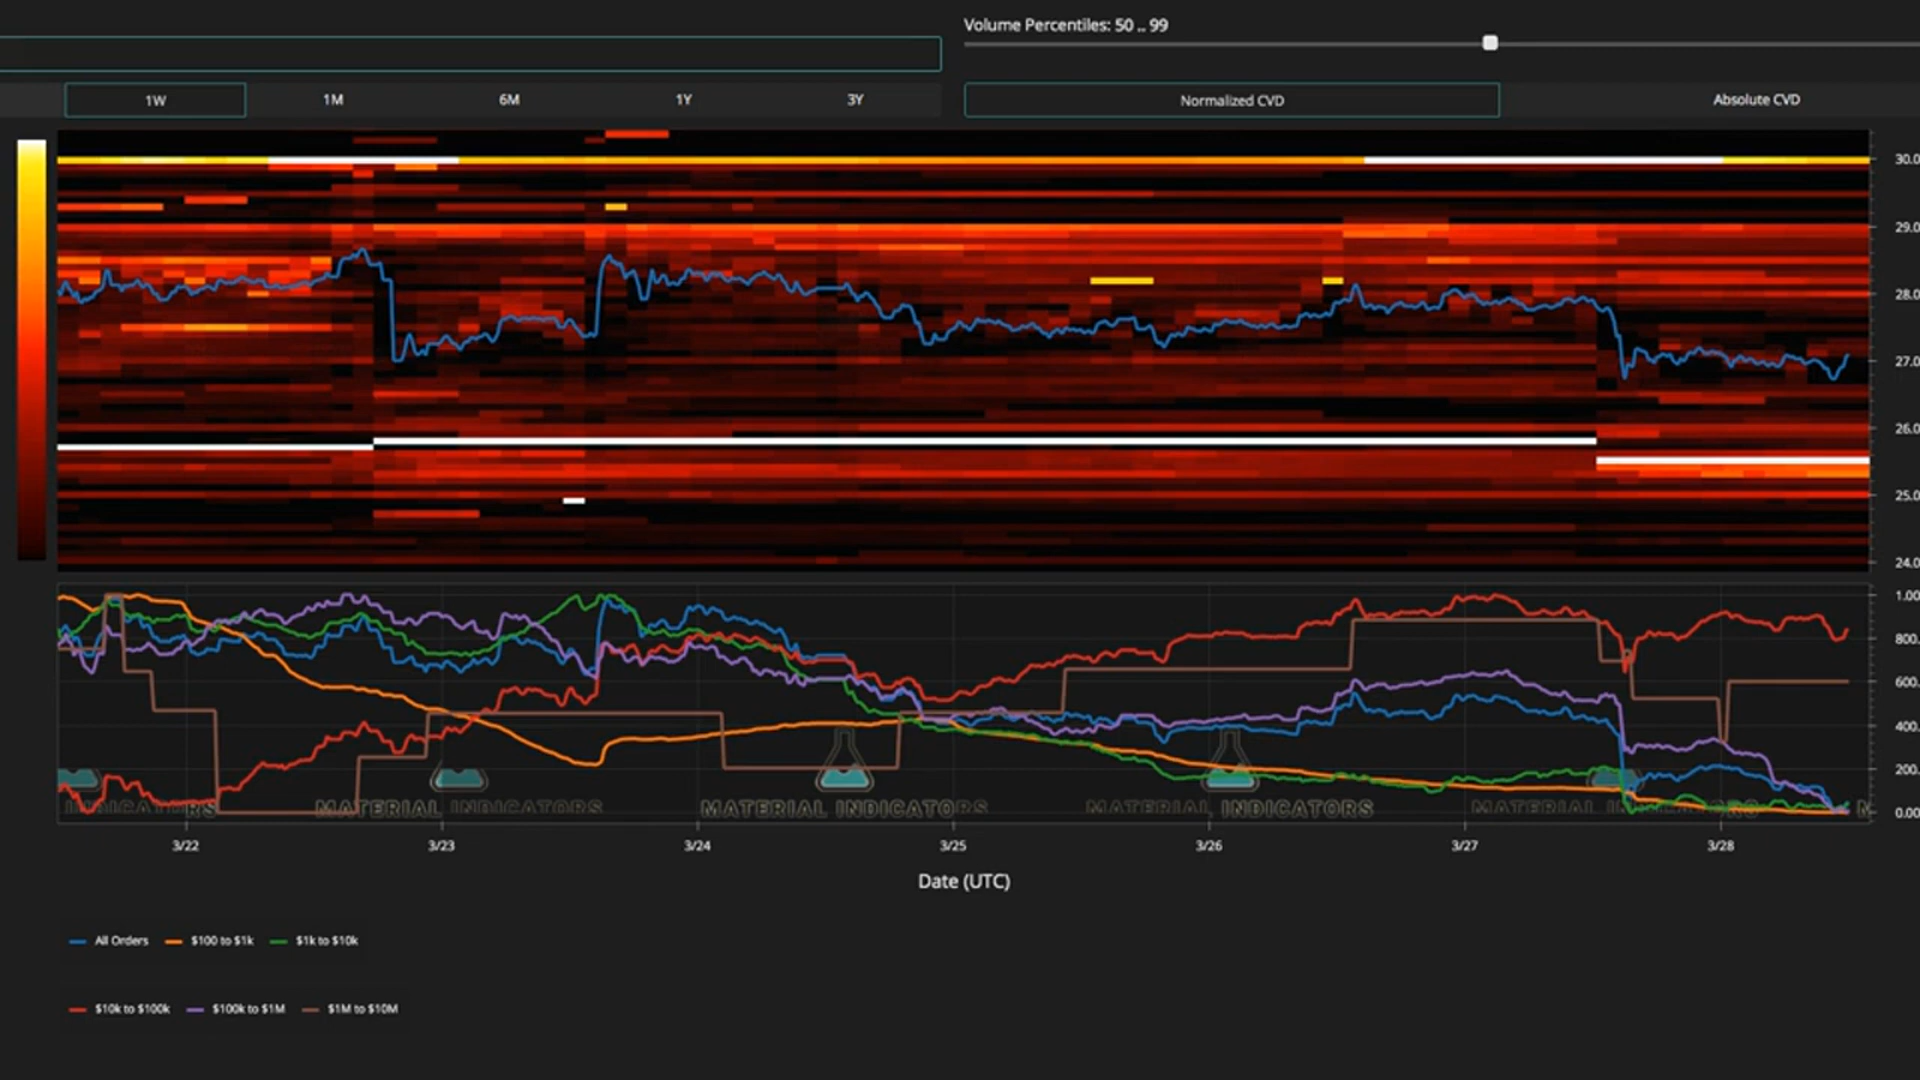 Volume Percentiles: 50 .. 99
1W 1M 6M 1Y 3Y Normalized CVD Absolute CVD
30.0
29.0
28.0
27.0
26.0
25.0
24.0
1.00
800.
600.
400.
200.
0.00
INDICATORS MATERIAL INDICATORS MATERIAL INDICATORS MATERIAL INDICATORS MATERIAL M
3/22 3/23 3/24 3/25 3/26 3/27 3/28
Date (UTC)
All Orders $100 to $1k $1k to $10k
$10k to $100k $100k to $1M $1M to $10M